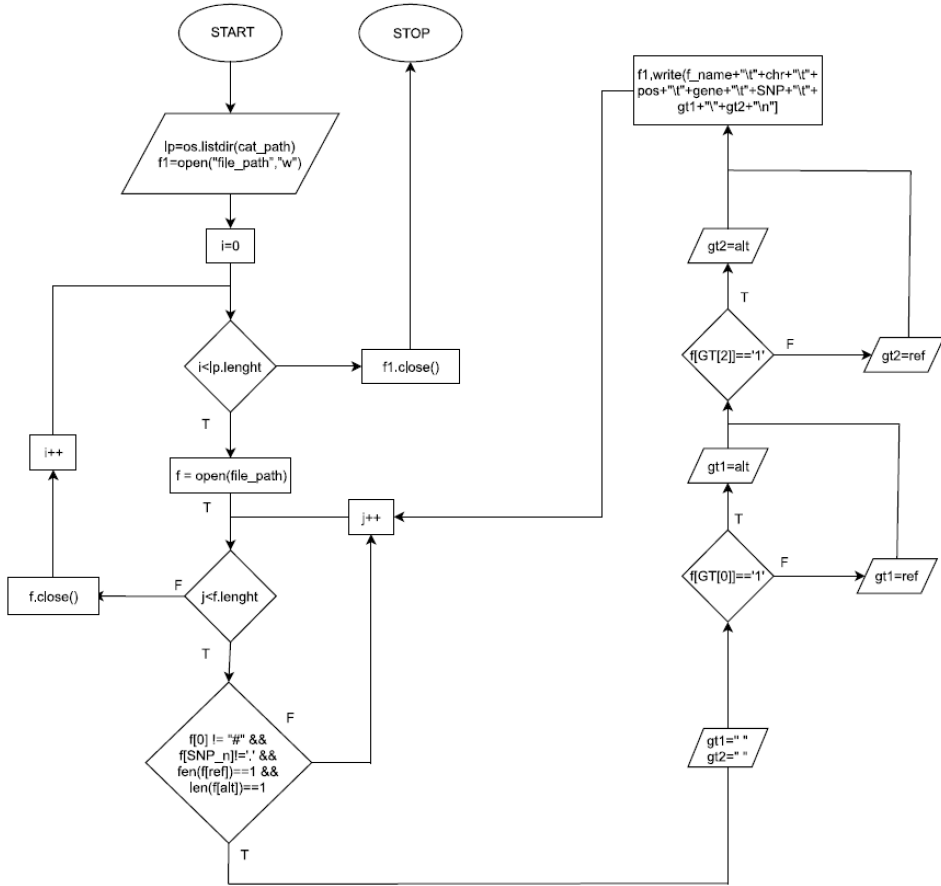 START
STOP
lp=os.listdir(cat_path)
f1=open("file_path","w")
i=0
i<lp.lenght
f1.close()
T
i++
f = open(file_path)
T
j++
j<f.lenght
F
f.close()
T
f[0] != "#" &&
f[SNP_n]!='.' &&
fen(f[ref])==1 &&
len(f[alt])==1
F
T
gt1=" "
gt2=" "
f[GT[0]]=='1'
F
gt1=ref
T
gt1=alt
f[GT[2]]=='1'
F
gt2=ref
T
gt2=alt
f1,write(f_name+"\t"+chr+"\t"+
pos+"\t"+gene+"\t"+SNP+"\t"+
gt1+"\"+gt2+"\n"]